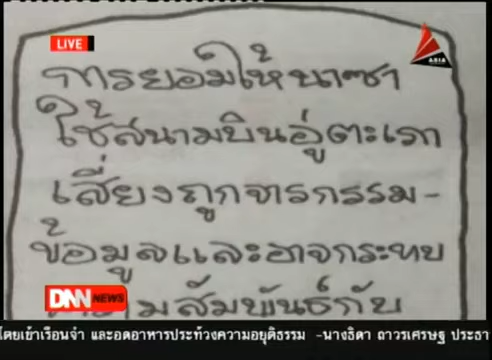 LIVE
ASIA
การยอมให้นาซา
ใช้สนามบินอู่ตะเภา
เสี่ยงถูกจารกรรม-
ข้อมูลและอาจกระทบ
ความสัมพันธ์กับ
DNN NEWS
โดยเข้าเรือนจำ และอดอาหารประท้วงความอยุติธรรม -นางธิดา ถาวรเศรษฐ ประธา